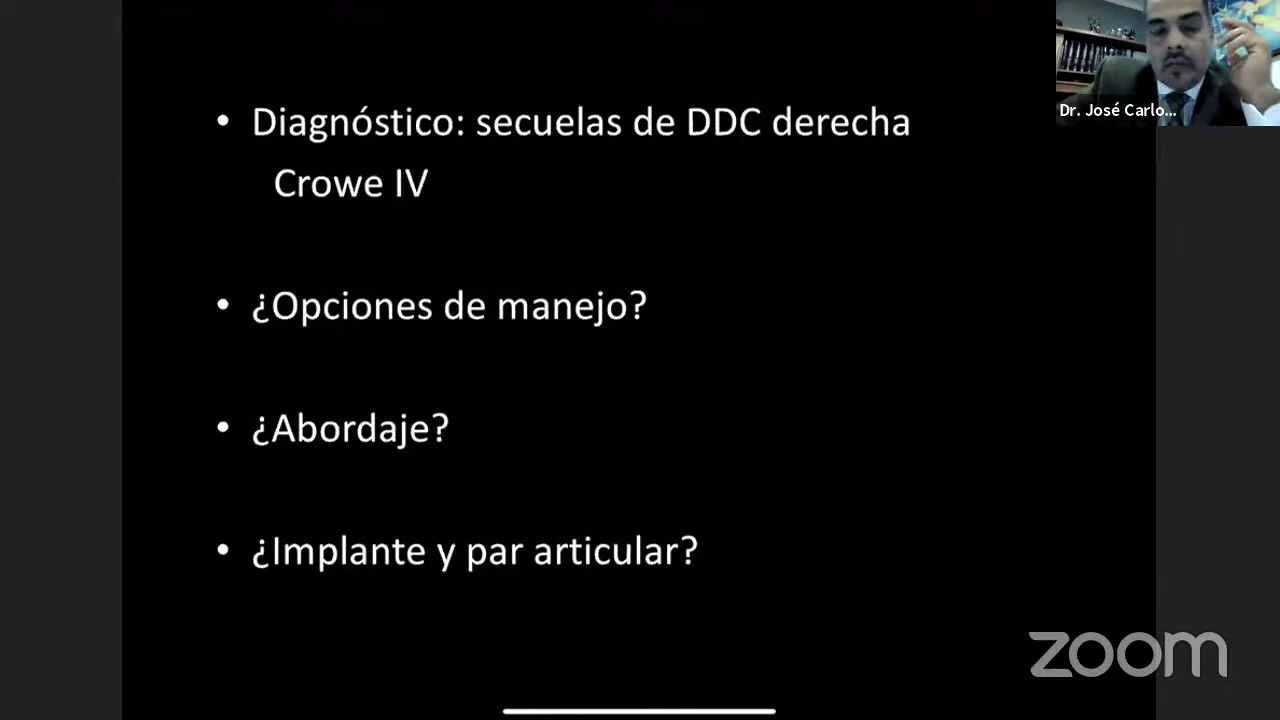 • Diagnóstico: secuelas de DDC derecha
Crowe IV
• ¿Opciones de manejo?
• ¿Abordaje?
• ¿Implante y par articular?
Dr. José Carlo...
zoom